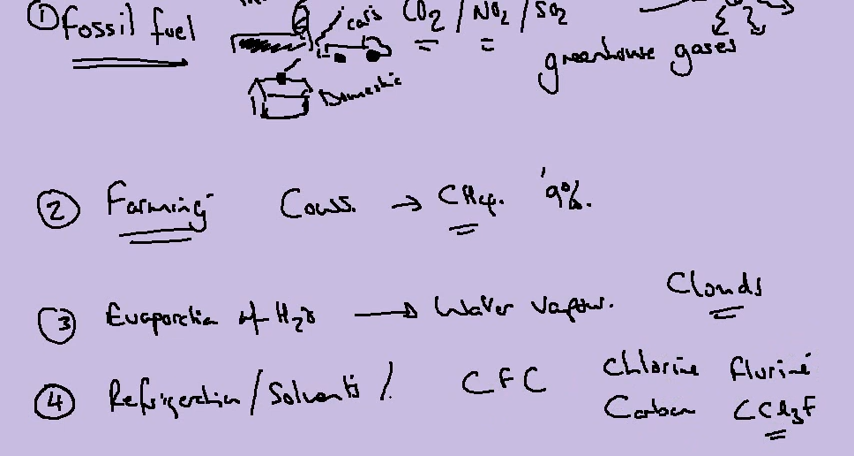 ① Fossil fuel cars CO2 / NO2 / SO2
Domestic greenhouse gases
② Farming Cows. → CH4. 9%.
③ Evaporation of H2O → Water vapour. Clouds
④ Refrigeration / Solvents / CFC Chlorine flurine
Carbon CCl3F